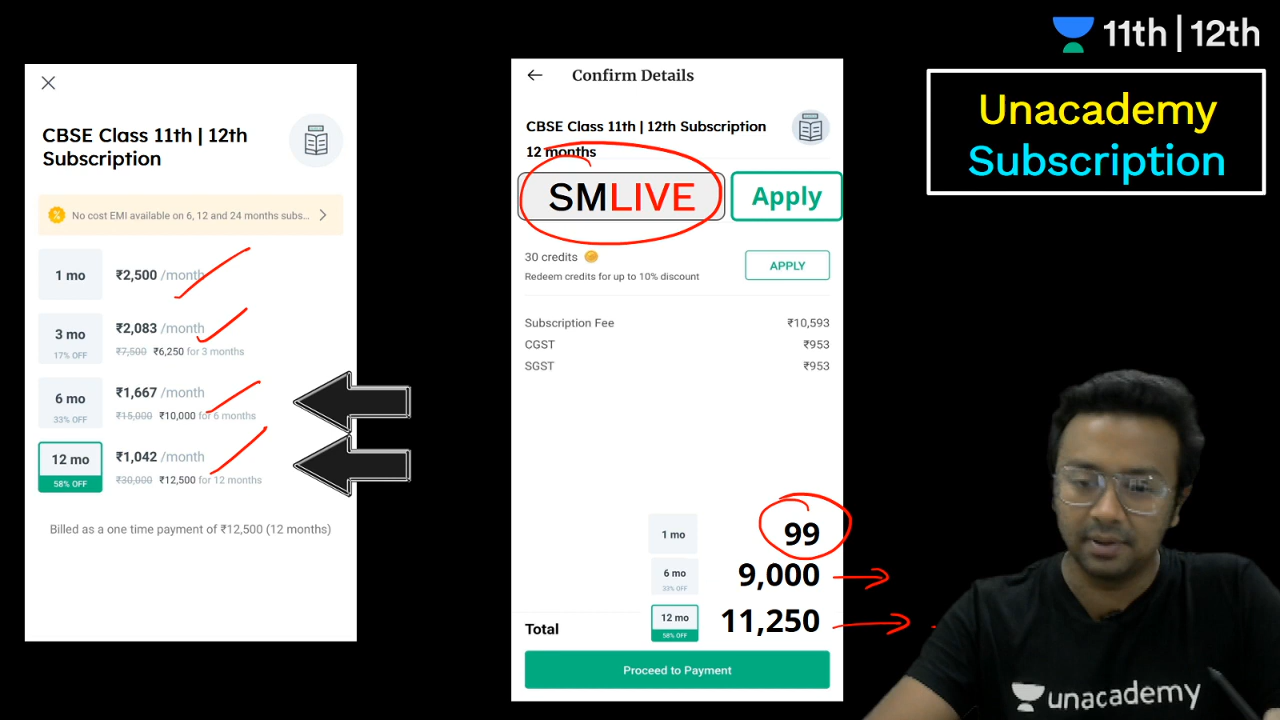 11th | 12th
Unacademy
Subscription
CBSE Class 11th | 12th
Subscription
No cost EMI available on 6, 12 and 24 months subs...
1 mo
₹2,500 /month
3 mo
17% OFF
₹2,083 /month
₹7,500 ₹6,250 for 3 months
6 mo
33% OFF
₹1,667 /month
₹15,000 ₹10,000 for 6 months
12 mo
58% OFF
₹1,042 /month
₹30,000 ₹12,500 for 12 months
Billed as a one time payment of ₹12,500 (12 months)
Confirm Details
CBSE Class 11th | 12th Subscription
12 months
SMLIVE
Apply
30 credits
Redeem credits for up to 10% discount
APPLY
Subscription Fee ₹10,593
CGST ₹953
SGST ₹953
1 mo 99
6 mo 9,000
33% OFF
12 mo 11,250
58% OFF
Total
Proceed to Payment
unacademy